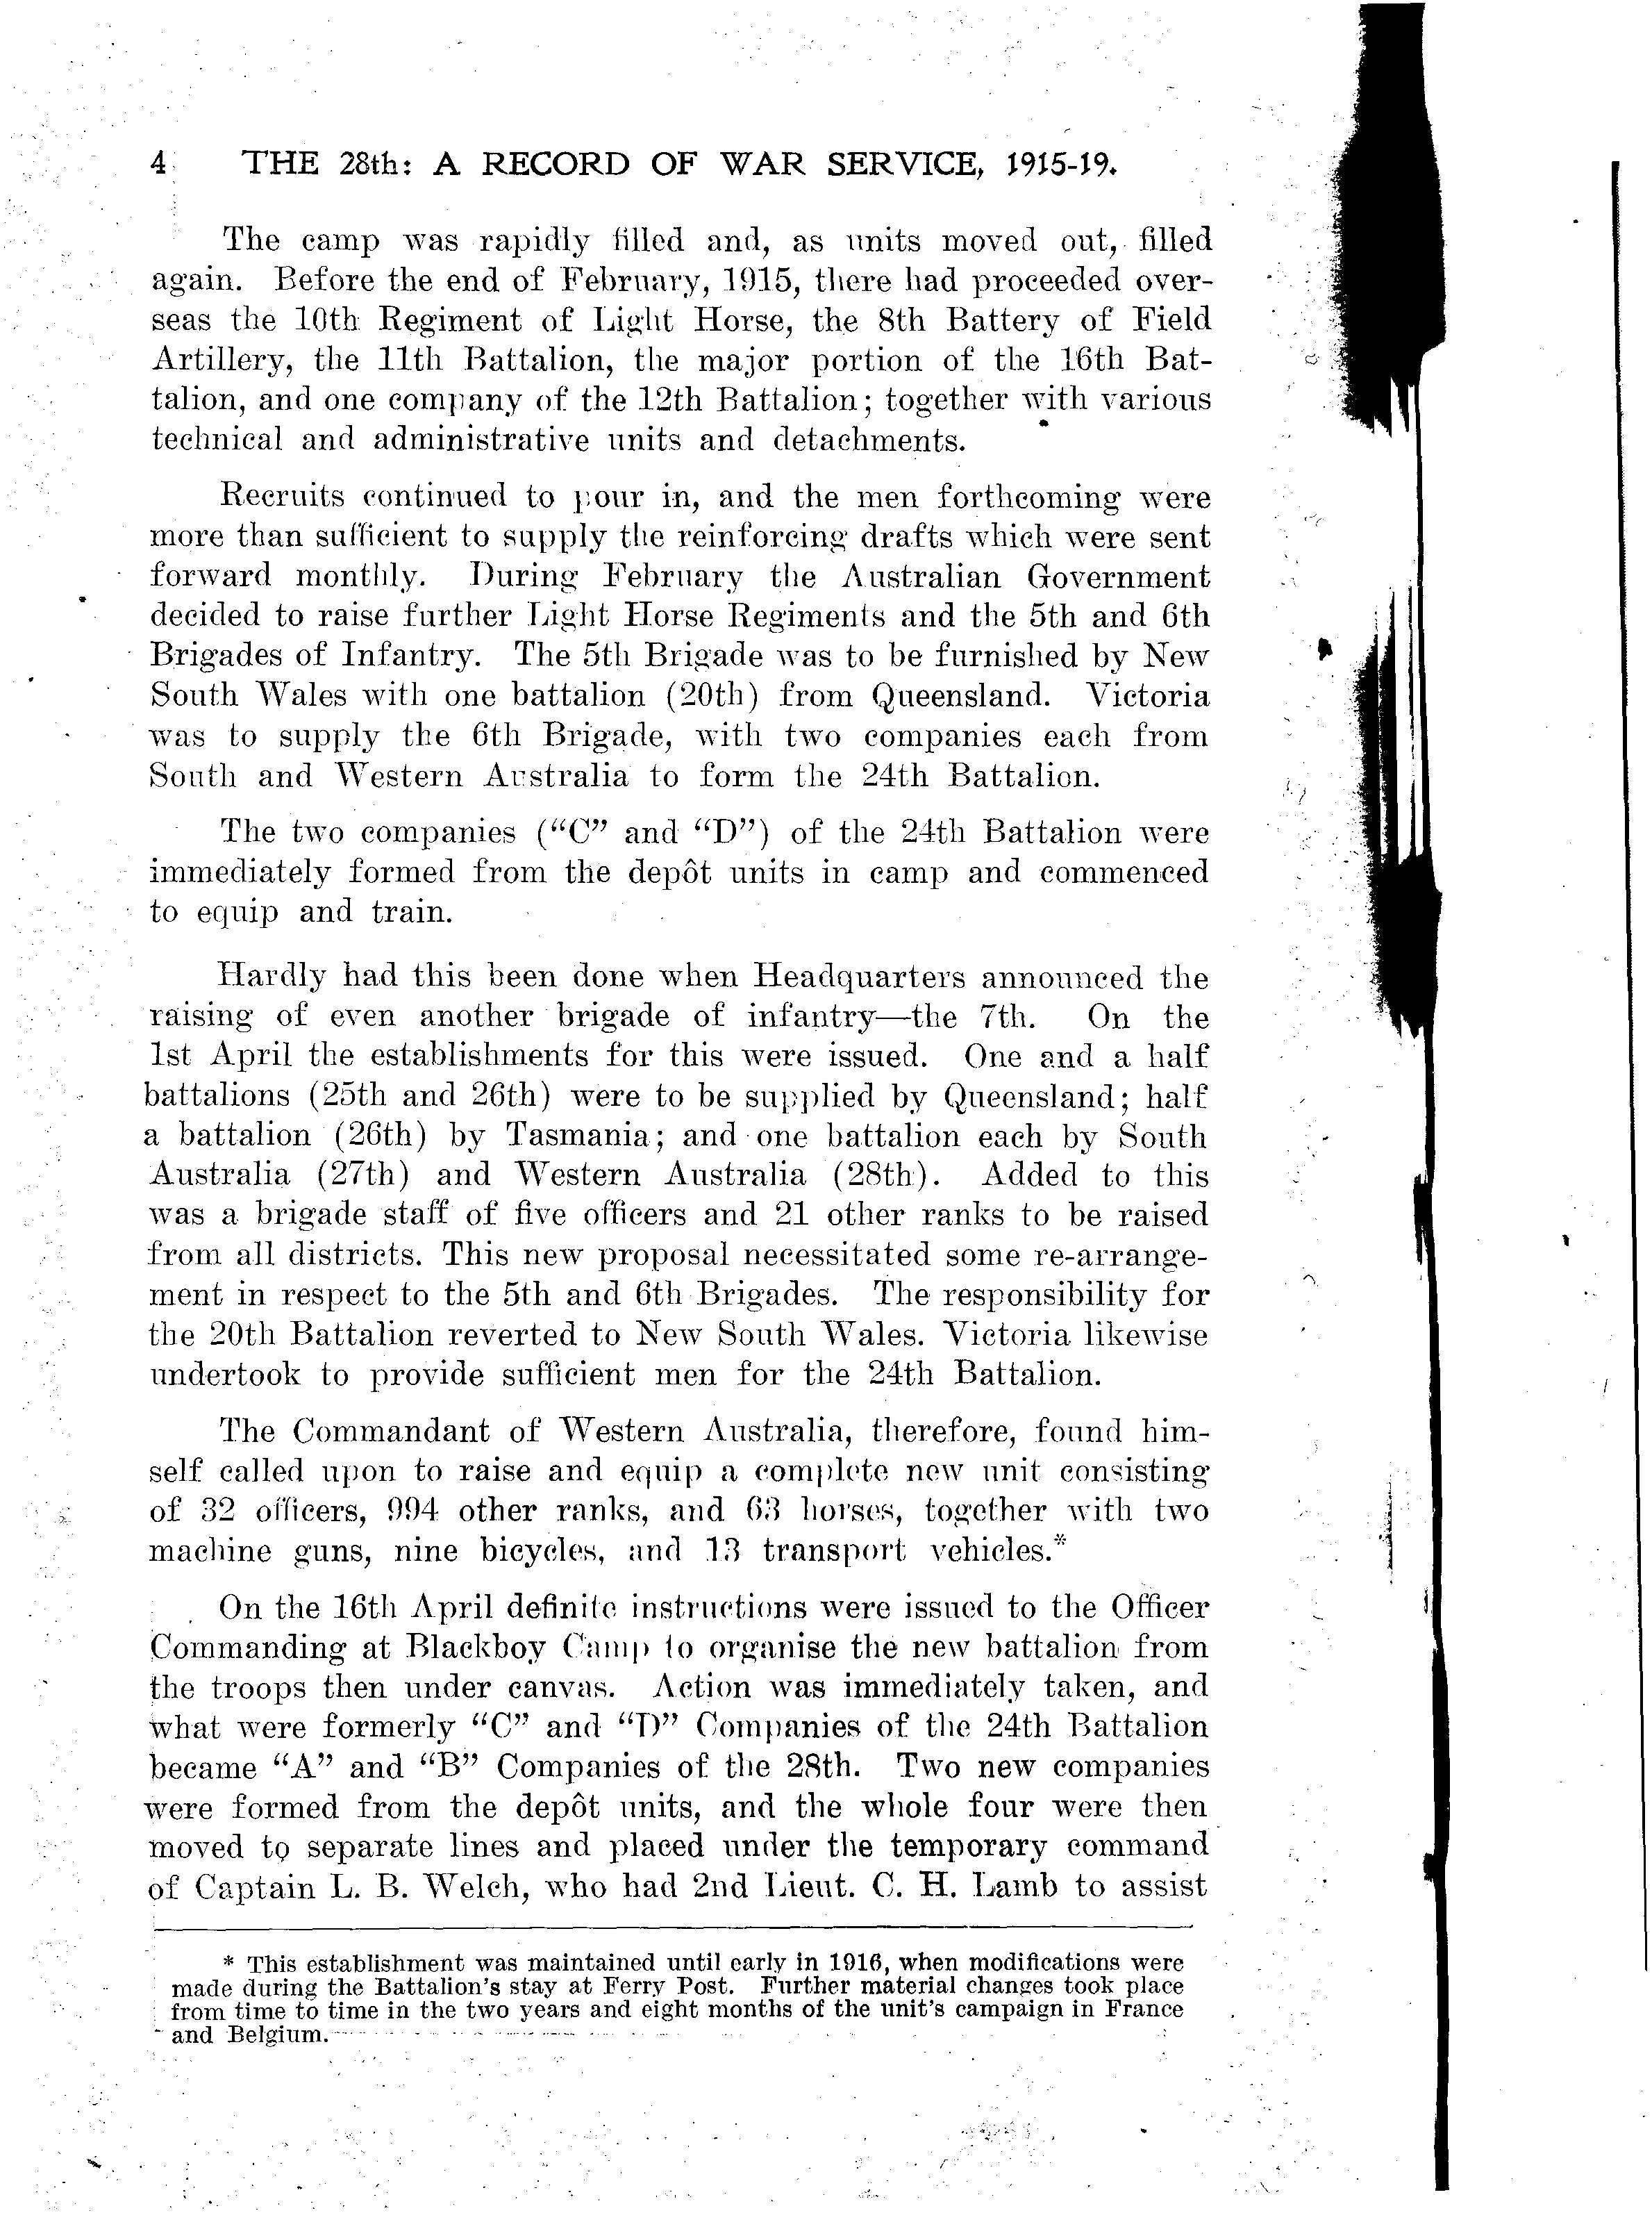 4 THE 28th: A RECORD OF WAR SERVICE, 1915-19.
The camp was rapidly filled and, as units moved out, filled
again. Before the end of February, 1915, there had proceeded over-
seas the 10th Regiment of Light Horse, the 8th Battery of Field
Artillery, the 11th Battalion, the major portion of the 16th Bat-
talion, and one company of the 12th Battalion; together with various
technical and administrative units and detachments.
Recruits continued to pour in, and the men forthcoming were
more than sufficient to supply the reinforcing drafts which were sent
forward monthly. During February the Australian Government
decided to raise further Light Horse Regiments and the 5th and 6th
Brigades of Infantry. The 5th Brigade was to be furnished by New
South Wales with one battalion (20th) from Queensland. Victoria
was to supply the 6th Brigade, with two companies each from
South and Western Australia to form the 24th Battalion.
The two companies ("C" and "D") of the 24th Battalion were
immediately formed from the depôt units in camp and commenced
to equip and train.
Hardly had this been done when Headquarters announced the
raising of even another brigade of infantry—the 7th. On the
1st April the establishments for this were issued. One and a half
battalions (25th and 26th) were to be supplied by Queensland; half
a battalion (26th) by Tasmania; and one battalion each by South
Australia (27th) and Western Australia (28th). Added to this
was a brigade staff of five officers and 21 other ranks to be raised
from all districts. This new proposal necessitated some re-arrange-
ment in respect to the 5th and 6th Brigades. The responsibility for
the 20th Battalion reverted to New South Wales. Victoria likewise
undertook to provide sufficient men for the 24th Battalion.
The Commandant of Western Australia, therefore, found him-
self called upon to raise and equip a complete new unit consisting
of 32 officers, 994 other ranks, and 63 horses, together with two
machine guns, nine bicycles, and 13 transport vehicles.*
On the 16th April definite instructions were issued to the Officer
Commanding at Blackboy Camp to organise the new battalion from
the troops then under canvas. Action was immediately taken, and
what were formerly "C" and "D" Companies of the 24th Battalion
became "A" and "B" Companies of the 28th. Two new companies
were formed from the depôt units, and the whole four were then
moved to separate lines and placed under the temporary command
of Captain L. B. Welch, who had 2nd Lieut. C. H. Lamb to assist
* This establishment was maintained until early in 1916, when modifications were
made during the Battalion's stay at Ferry Post. Further material changes took place
from time to time in the two years and eight months of the unit's campaign in France
and Belgium.